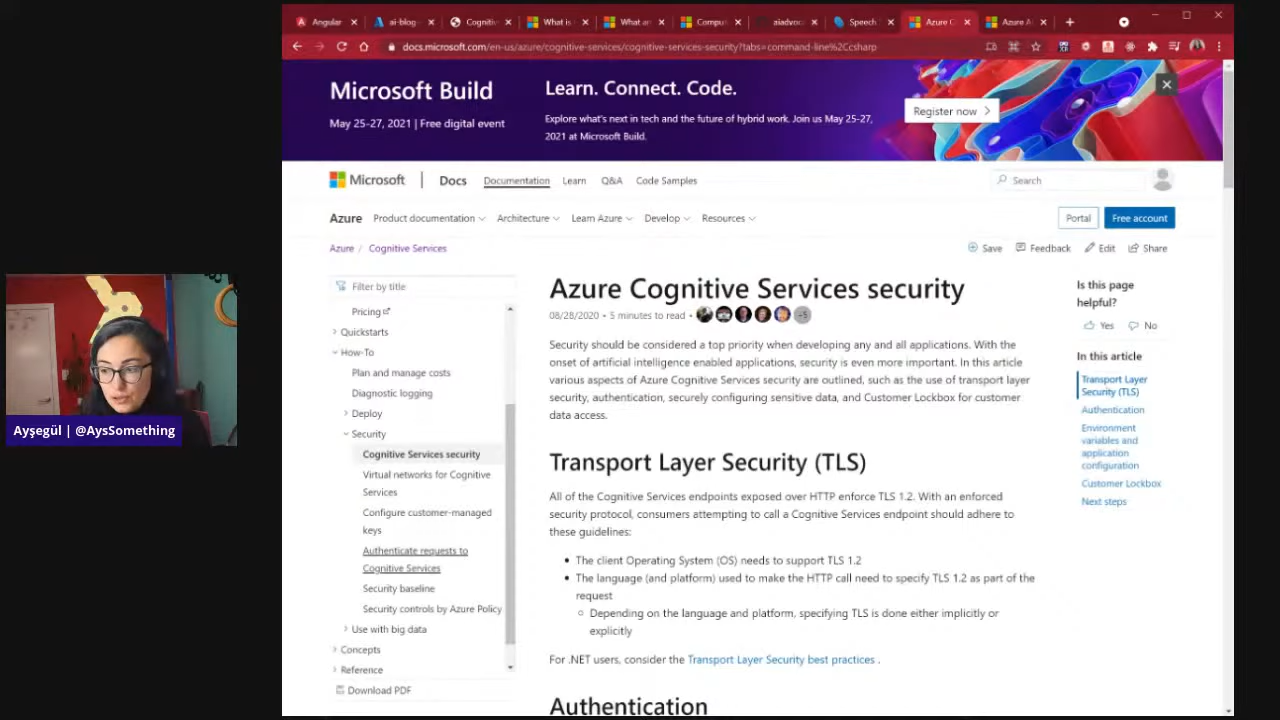 Angular
ai-blog
Cogniti
What is
What an
Compu
aiadvoca
Speech
Azure C
Azure A
docs.microsoft.com/en-us/azure/cognitive-services/cognitive-services-security?tabs=command-line%2Ccsharp
Microsoft Build
May 25-27, 2021 | Free digital event
Learn. Connect. Code.
Explore what's next in tech and the future of hybrid work. Join us May 25-27,
2021 at Microsoft Build.
Register now
Microsoft
Docs
Documentation
Learn
Q&A
Code Samples
Search
Azure
Product documentation
Architecture
Learn Azure
Develop
Resources
Portal
Free account
Azure / Cognitive Services
Save
Feedback
Edit
Share
Filter by title
Pricing
Quickstarts
How-To
Plan and manage costs
Diagnostic logging
Deploy
Security
Cognitive Services security
Virtual networks for Cognitive
Services
Configure customer-managed
keys
Authenticate requests to
Cognitive Services
Security baseline
Security controls by Azure Policy
Use with big data
Concepts
Reference
Download PDF
Azure Cognitive Services security
08/28/2020 • 5 minutes to read • +5
Security should be considered a top priority when developing any and all applications. With the
onset of artificial intelligence enabled applications, security is even more important. In this article
various aspects of Azure Cognitive Services security are outlined, such as the use of transport layer
security, authentication, securely configuring sensitive data, and Customer Lockbox for customer
data access.
Transport Layer Security (TLS)
All of the Cognitive Services endpoints exposed over HTTP enforce TLS 1.2. With an enforced
security protocol, consumers attempting to call a Cognitive Services endpoint should adhere to
these guidelines:
• The client Operating System (OS) needs to support TLS 1.2
• The language (and platform) used to make the HTTP call need to specify TLS 1.2 as part of the
request
○ Depending on the language and platform, specifying TLS is done either implicitly or
explicitly
For .NET users, consider the Transport Layer Security best practices .
Authentication
Is this page
helpful?
Yes
No
In this article
Transport Layer
Security (TLS)
Authentication
Environment
variables and
application
configuration
Customer Lockbox
Next steps
Ayşegül | @AysSomething